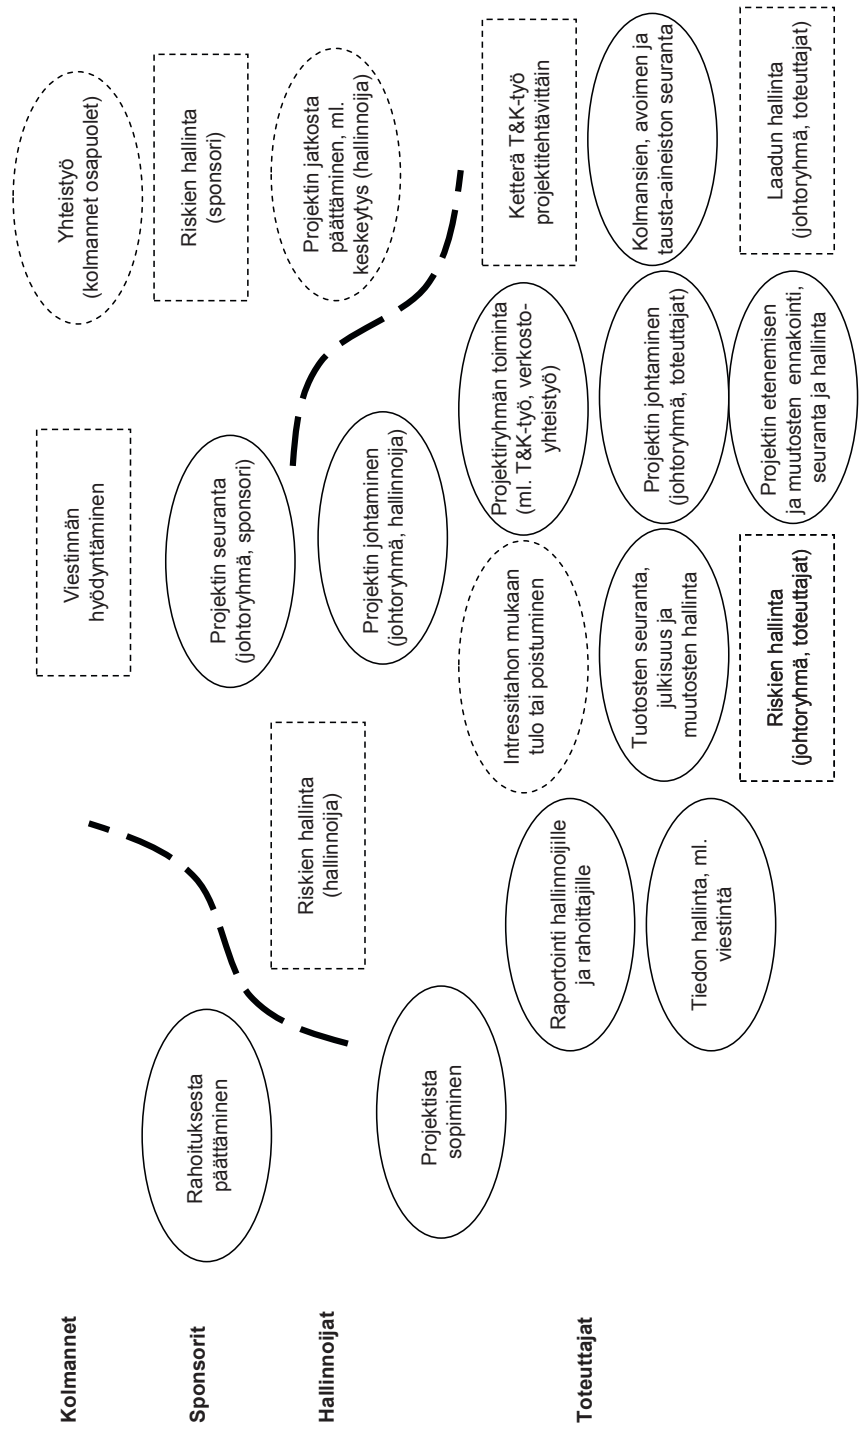 Kolmannet
Viestinnän
hyödyntäminen
Yhteistyö
(kolmannet osapuolet)
Sponsorit
Rahoituksesta
päättäminen
Projektin seuranta
(johtoryhmä, sponsori)
Riskien hallinta
(sponsori)
Hallinnoijat
Riskien hallinta
(hallinnoija)
Projektin johtaminen
(johtoryhmä, hallinnoija)
Projektin jatkosta
päättäminen, ml.
keskeytys (hallinnoija)
Projektista
sopiminen
Toteuttajat
Raportointi hallinnoijille
ja rahoittajille
Intressitahon mukaan
tulo tai poistuminen
Projektiryhmän toiminta
(ml. T&K-työ, verkosto-
yhteistyö)
Ketterä T&K-työ
projektitehtävittäin
Tiedon hallinta, ml.
viestintä
Tuotosten seuranta,
julkisuus ja
muutosten hallinta
Projektin johtaminen
(johtoryhmä, toteuttajat)
Kolmansien, avoimen ja
tausta-aineiston seuranta
Riskien hallinta
(johtoryhmä, toteuttajat)
Projektin etenemisen
ja muutosten ennakointi,
seuranta ja hallinta
Laadun hallinta
(johtoryhmä, toteuttajat)